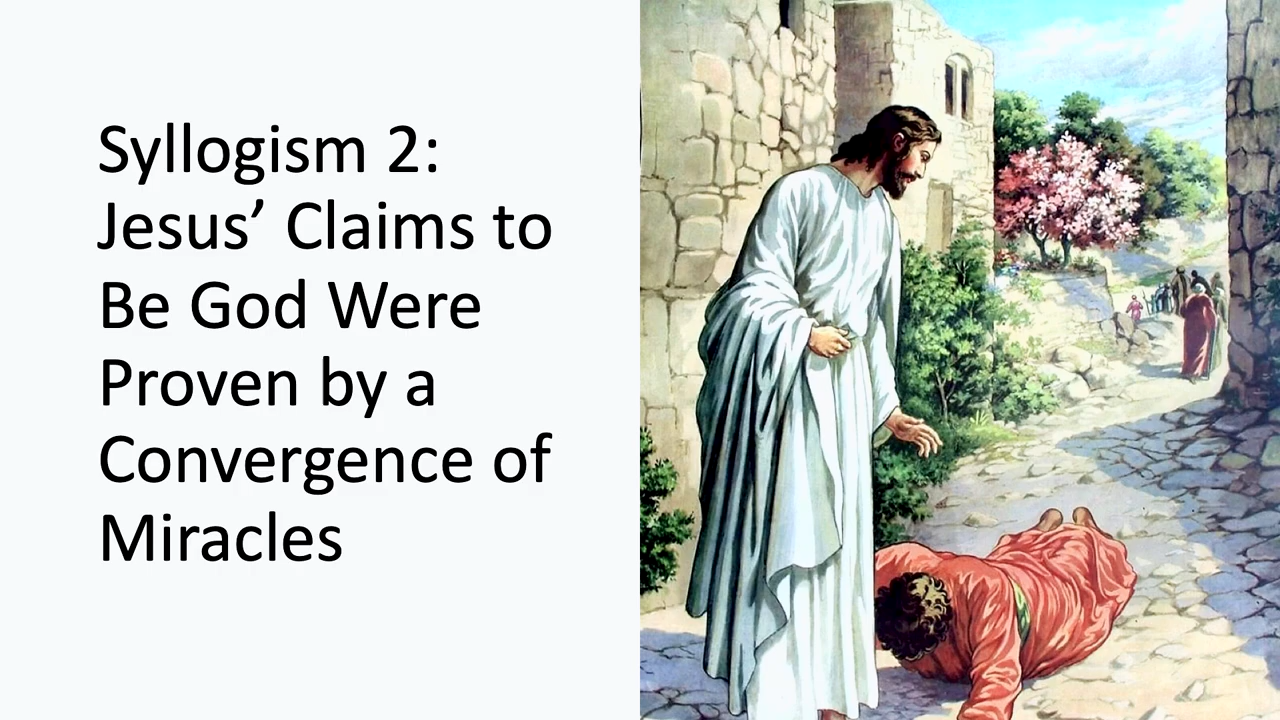 Syllogism 2:
Jesus’ Claims to
Be God Were
Proven by a
Convergence of
Miracles